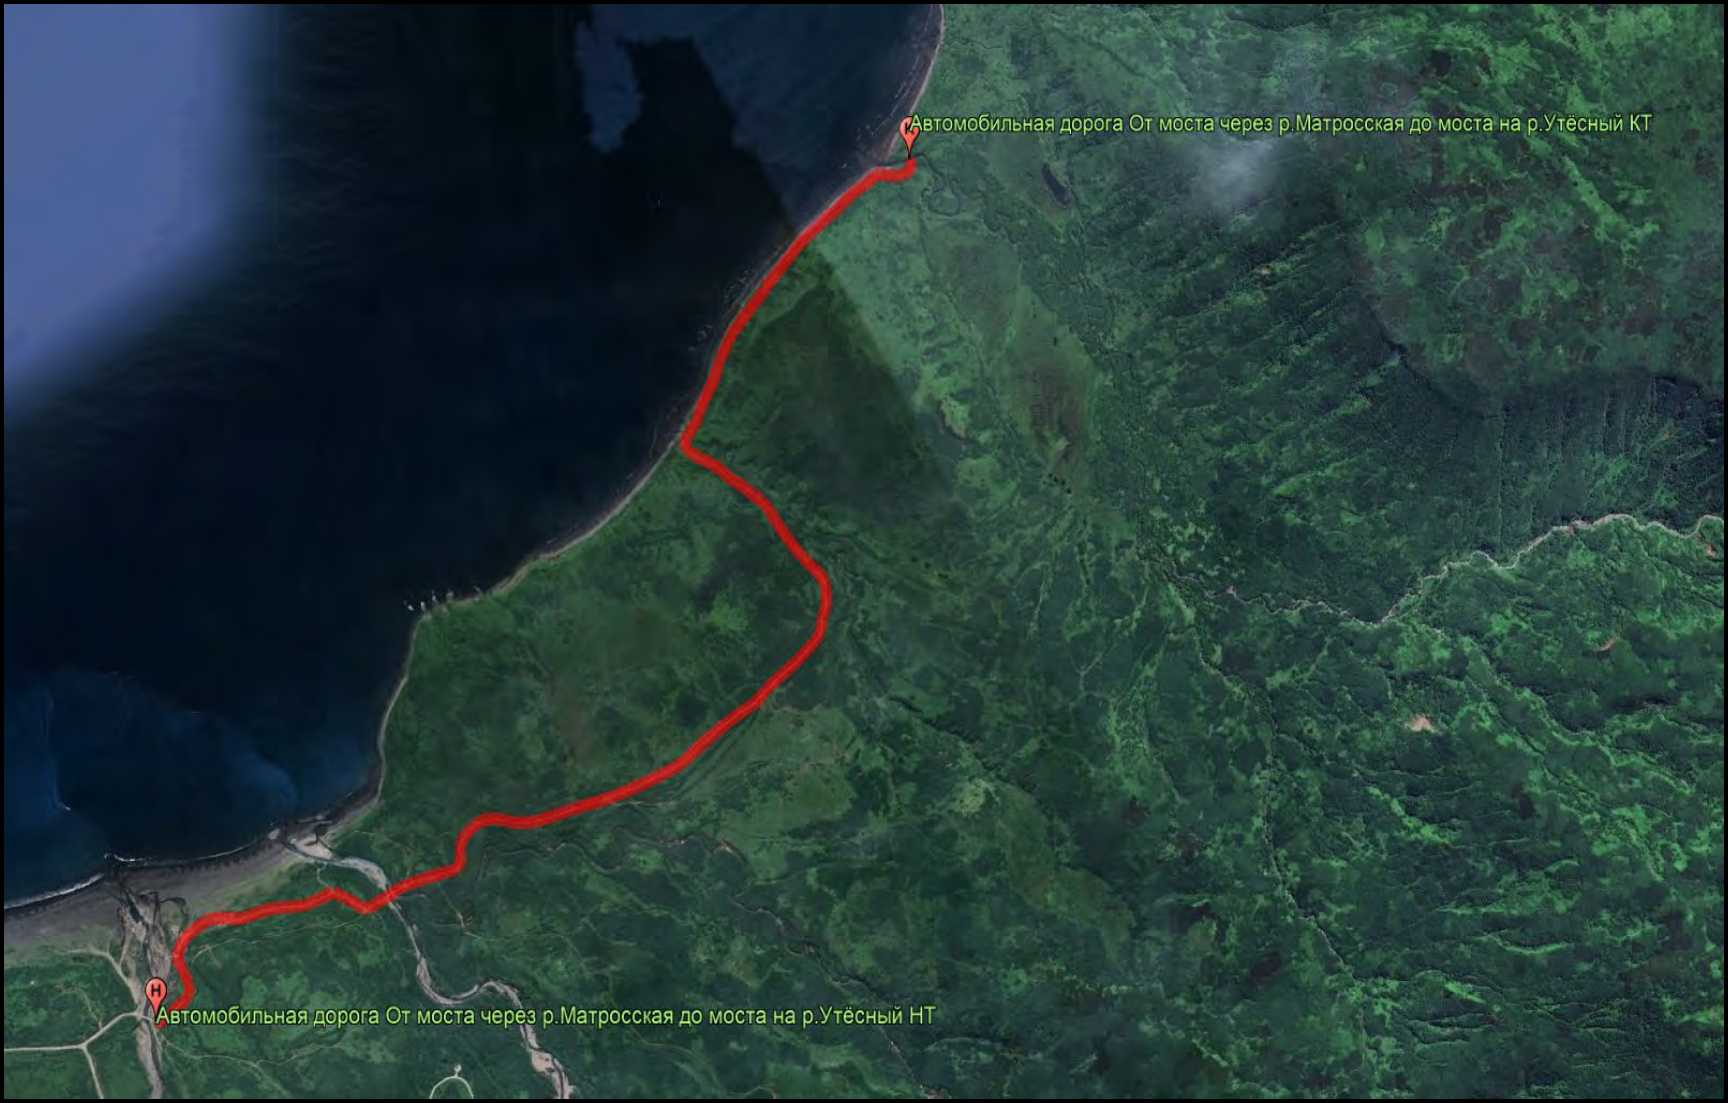 Автомобильная дорога От моста через р.Матросская до моста на р.Утёсный КТ
Н
Автомобильная дорога От моста через р.Матросская до моста на р.Утёсный НТ